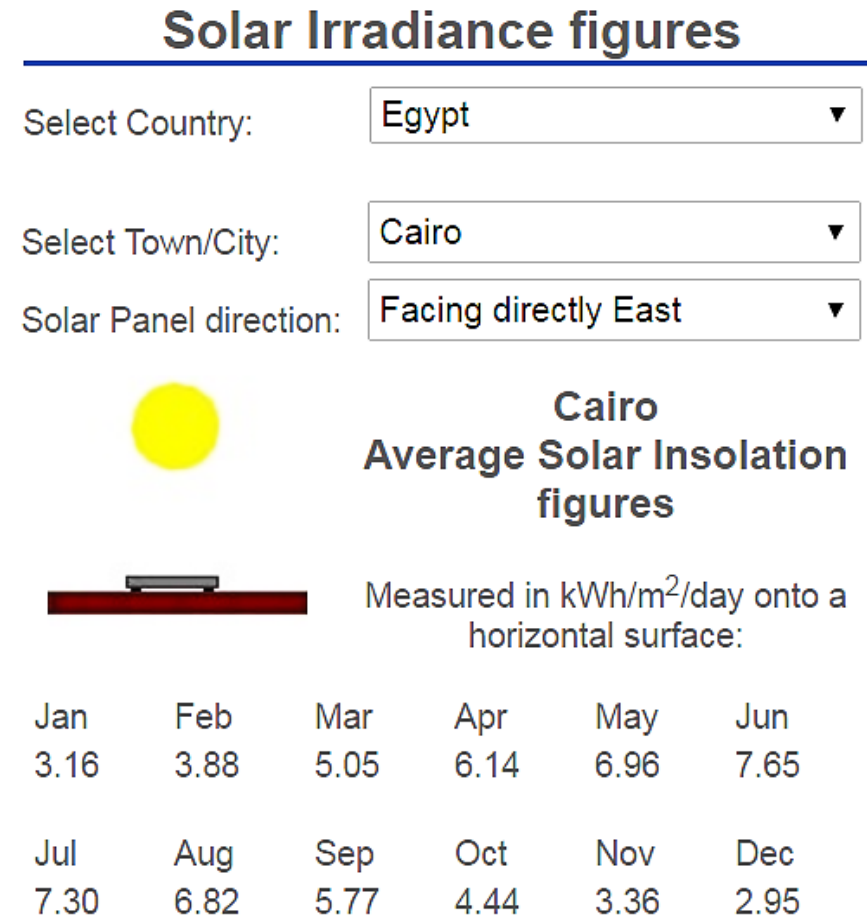 Solar Irradiance figures
Select Country: Egypt ▼
Select Town/City: Cairo ▼
Solar Panel direction: Facing directly East ▼
Cairo
Average Solar Insolation
figures
Measured in kWh/m²/day onto a
horizontal surface:
Jan Feb Mar Apr May Jun
3.16 3.88 5.05 6.14 6.96 7.65
Jul Aug Sep Oct Nov Dec
7.30 6.82 5.77 4.44 3.36 2.95